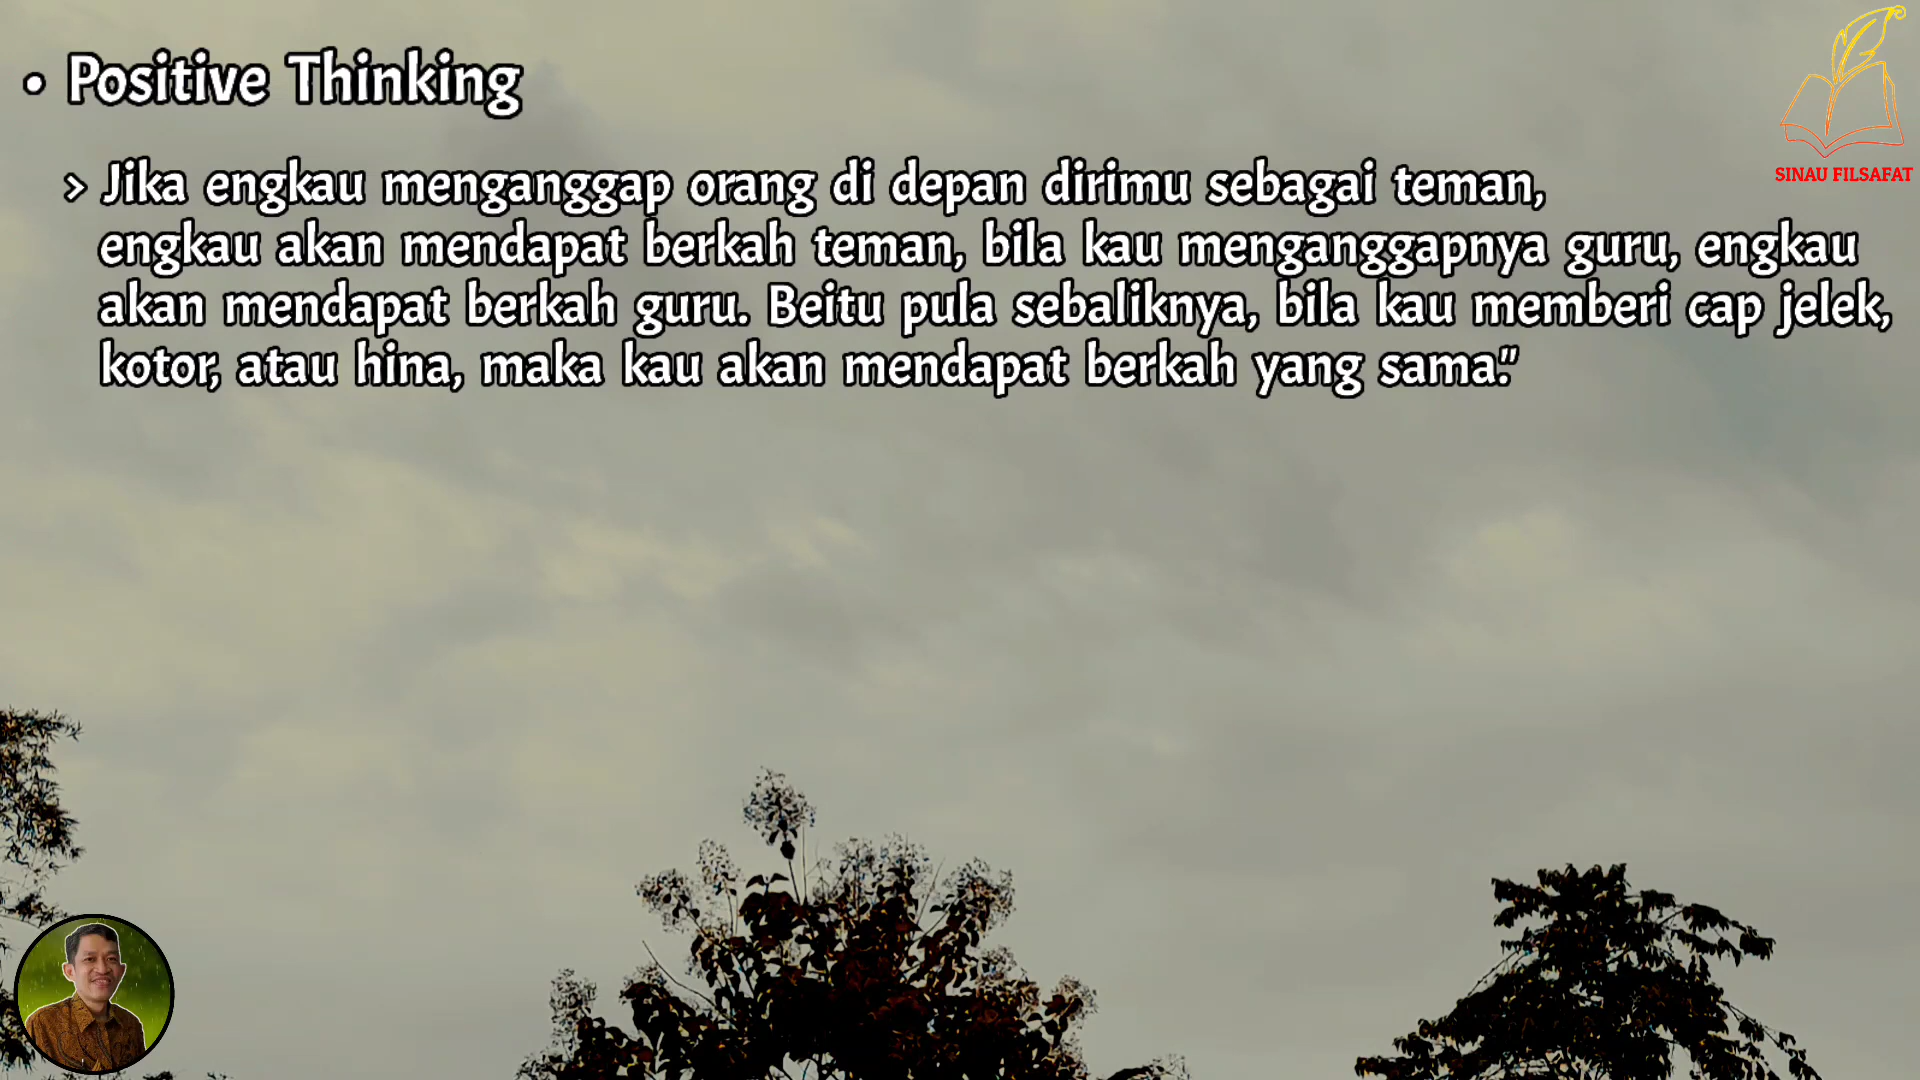 • Positive Thinking
SINAU FILSAFAT
> Jika engkau menganggap orang di depan dirimu sebagai teman,
engkau akan mendapat berkah teman, bila kau menganggapnya guru, engkau
akan mendapat berkah guru. Beitu pula sebaliknya, bila kau memberi cap jelek,
kotor, atau hina, maka kau akan mendapat berkah yang sama."